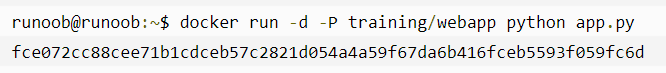 runoob@runoob:~$ docker run -d -P training/webapp python app.py
fce072cc88cee71b1cdceb57c2821d054a4a59f67da6b416fceb5593f059fc6d